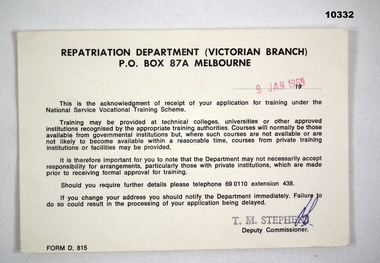 10332
REPATRIATION DEPARTMENT (VICTORIAN BRANCH)
P.O. BOX 87A MELBOURNE
9 JAN 1969
19
This is the acknowledgment of receipt of your application for training under the
National Service Vocational Training Scheme.
Training may be provided at technical colleges, universities or other approved
institutions recognised by the appropriate training authorities. Courses will normally be those
available from governmental institutions but, where such courses are not available or are
not likely to become available within a reasonable time, courses from private training
institutions or facilities may be provided.
It is therefore important for you to note that the Department may not necessarily accept
responsibility for arrangements, particularly those with private institutions, which are made
prior to receiving formal approval for training.
Should you require further details please telephone 69 0110 extension 438.
If you change your address you should notify the Department immediately. Failure to
do so could result in the processing of your application being delayed.
T. M. STEPHENS
Deputy Commissioner.
FORM D. 815